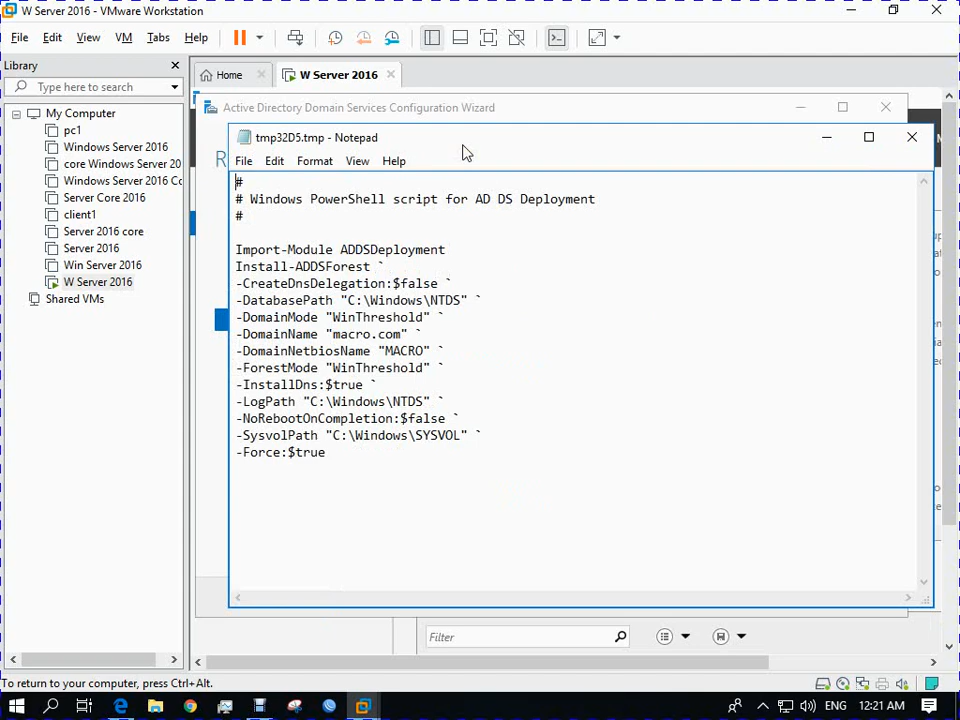 W Server 2016 - VMware Workstation
File Edit View VM Tabs Help
Library
Type here to search
My Computer
pc1
Windows Server 2016
core Windows Server 20
Windows Server 2016 Co
Server Core 2016
client1
Server 2016 core
Server 2016
Win Server 2016
W Server 2016
Shared VMs
Home
W Server 2016
Active Directory Domain Services Configuration Wizard
tmp32D5.tmp - Notepad
File Edit Format View Help
#
# Windows PowerShell script for AD DS Deployment
#
Import-Module ADDSDeployment
Install-ADDSForest `
-CreateDnsDelegation:$false `
-DatabasePath "C:\Windows\NTDS" `
-DomainMode "WinThreshold" `
-DomainName "macro.com" `
-DomainNetbiosName "MACRO" `
-ForestMode "WinThreshold" `
-InstallDns:$true `
-LogPath "C:\Windows\NTDS" `
-NoRebootOnCompletion:$false `
-SysvolPath "C:\Windows\SYSVOL" `
-Force:$true
Filter
To return to your computer, press Ctrl+Alt.
ENG 12:21 AM